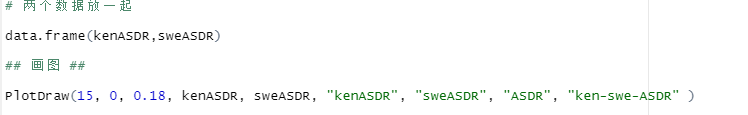 # 两个数据放一起
data.frame(kenASDR,sweASDR)
## 画图 ##
PlotDraw(15, 0, 0.18, kenASDR, sweASDR, "kenASDR", "sweASDR", "ASDR", "ken-swe-ASDR" )